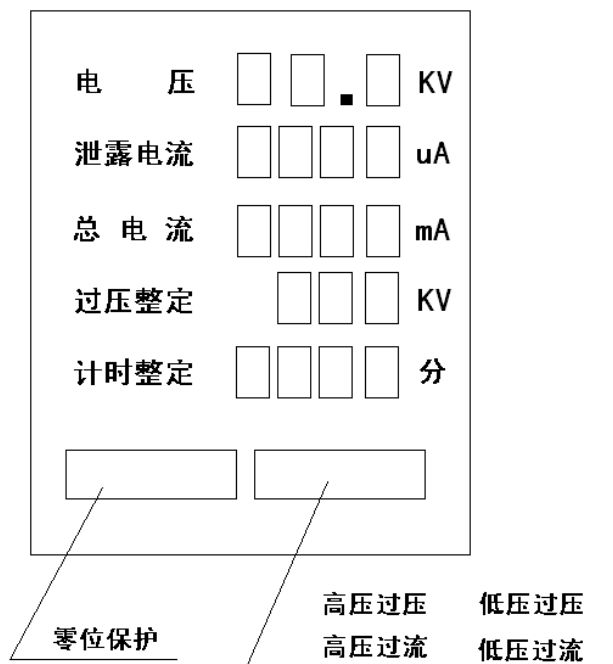 电 压 . KV
泄露电流 uA
总 电 流 mA
过压整定 KV
计时整定 分
零位保护
高压过压 低压过压
高压过流 低压过流